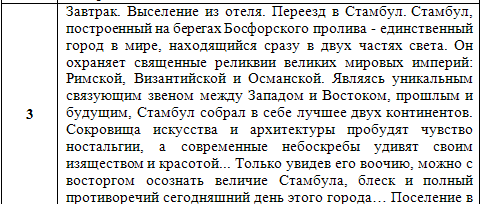 Завтрак. Выселение из отеля. Переезд в Стамбул. Стамбул,
построенный на берегах Босфорского пролива - единственный
город в мире, находящийся сразу в двух частях света. Он
охраняет священные реликвии великих мировых империй:
Римской, Византийской и Османской. Являясь уникальным
связующим звеном между Западом и Востоком, прошлым и
3
будущим, Стамбул собрал в себе лучшее двух континентов.
Сокровища искусства и архитектуры пробудят чувство
ностальгии, а современные небоскребы удивят своим
изяществом и красотой... Только увидев его воочию, можно с
восторгом осознать величие Стамбула, блеск и полный
противоречий сегодняшний день этого города… Поселение в